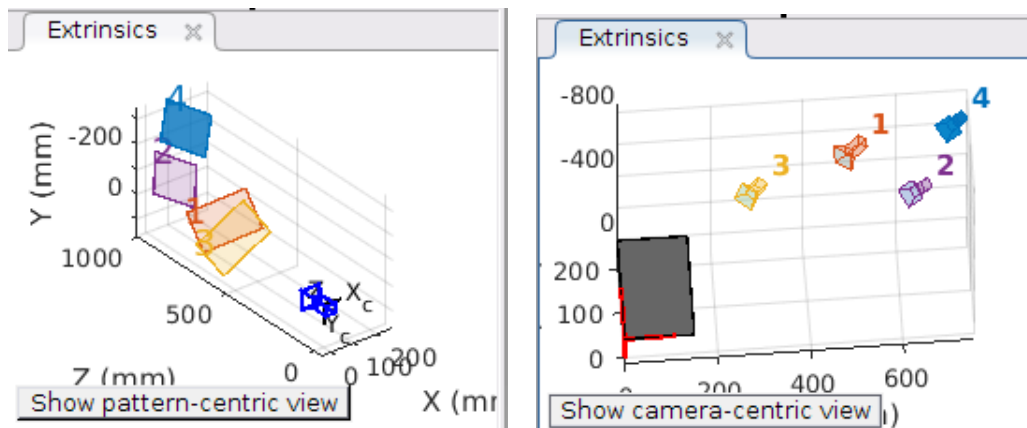 Extrinsics
4
-200
2
0
Y (mm)
1
3
1000
X
c
Y
c
500
0
0
100
200
Z (mm)
X (mm
Show pattern-centric view
Extrinsics
-800
4
1
-400
3
2
0
200
100
0
0
200
400
600
Show camera-centric view
)